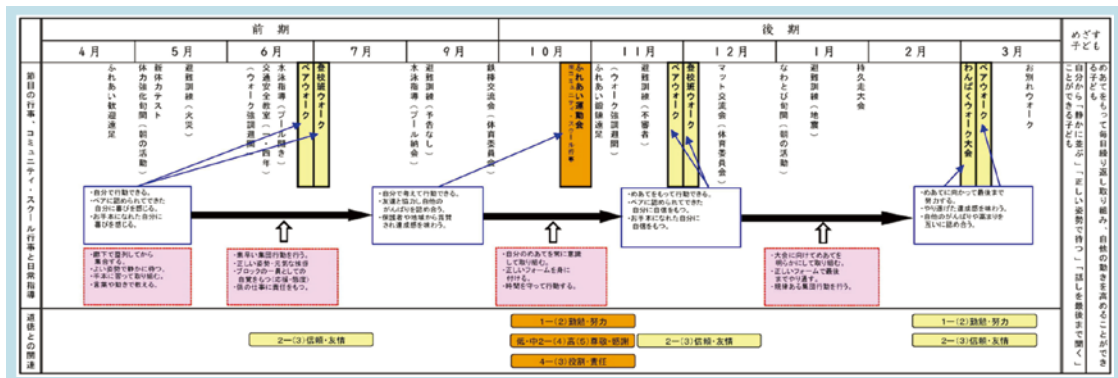 前期
後期
めざす
子ども
4月
5月
6月
7月
9月
10月
11月
12月
1月
2月
3月
節目の行事・コミュニティ・スクール行事と日常指導
ふれあい歓迎遠足
体力強化旬間(朝の活動)
新体力テスト
避難訓練(火災)
(ウォーク強調週間)
交通安全教室(一・四年)
水泳指導(プール開き)
ペアウォーク
登校班ウォーク
水泳指導(プール納会)
避難訓練(予告なし)
鉄棒交流会(体育委員会)
ふれあい運動会
ふれあい鍛錬遠足
(ウォーク強調週間)
避難訓練(不審者)
ペアウォーク
登校班ウォーク
マット交流会(体育委員会)
なわとび旬間(朝の活動)
避難訓練(地震)
持久走大会
わんぱくウォーク大会
ペアウォーク
お別れウォーク
めあてをもって毎日繰り返し取り組み、自他の動きを高めることができ
る子ども
自分から「静かに並ぶ」「正しい姿勢で待つ」「話しを最後まで聞く」
ことができる子ども
・自分で行動できる。
・ペアに認められてできた
自分に喜びを感じる。
・お手本になれた自分に
喜びを感じる。
・自分で考えて行動できる。
・友達と協力し自他の
がんばりを認め合う。
・保護者や地域から賞賛
され達成感を味わう。
・めあてをもって行動できる。
・ペアに認められてできた
自分に自信をもつ。
・お手本になれた自分に
自信をもつ。
・めあてに向かって最後まで
努力する。
・やり遂げた達成感を味わう。
・自他のがんばりや高まりを
互いに認め合う。
・廊下で整列してから
集合する。
・よい姿勢で静かに待つ。
・手本に習って取り組む。
・言葉や動きで教える。
・素早い集団行動を行う。
・正しい姿勢・元気な挨拶
・ブロックの一員としての
自覚をもつ(応援・態度)
・係の仕事に責任をもつ。
・自分のめあてを常に意識
して取り組む。
・正しいフォームを身に
付ける。
・時間を守って行動する。
・大会に向けてめあてを
明らかにして取り組む。
・正しいフォームで最後
までやり通す。
・規律ある集団行動を行う。
道徳との関連
2―(3)信頼・友情
1―(2)勤勉・努力
低・中2―(4)高(5)尊敬・感謝
4―(3)役割・責任
2―(3)信頼・友情
1―(2)勤勉・努力
2―(3)信頼・友情